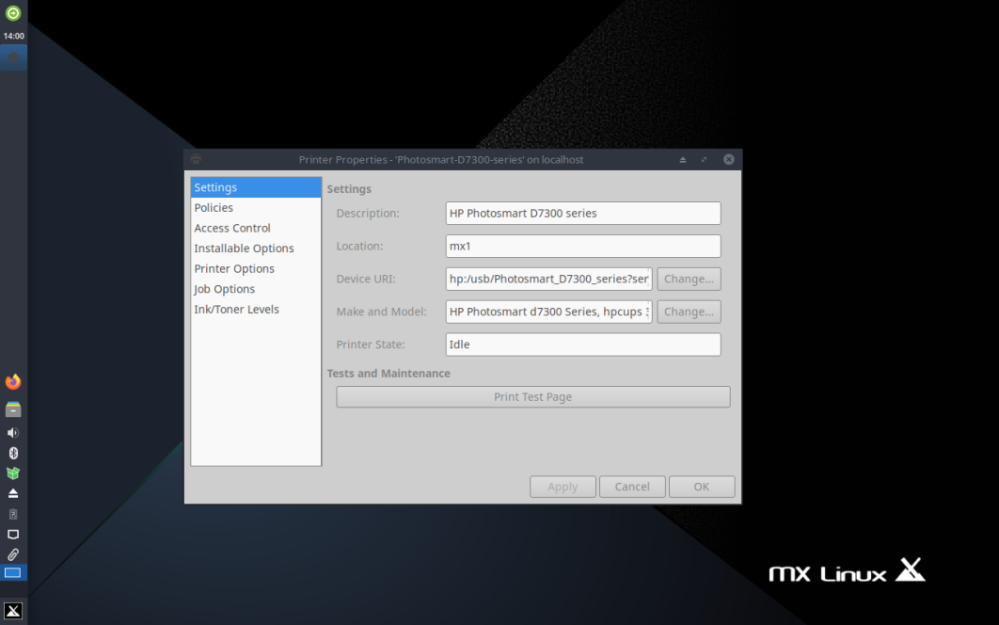 14:00
Printer Properties - 'Photosmart-D7300-series' on localhost
Settings
Policies
Access Control
Installable Options
Printer Options
Job Options
Ink/Toner Levels
Settings
Description: HP Photosmart D7300 series
Location: mx1
Device URI: hp:/usb/Photosmart_D7300_series?ser Change...
Make and Model: HP Photosmart d7300 Series, hpcups 3 Change...
Printer State: Idle
Tests and Maintenance
Print Test Page
Apply Cancel OK
MX Linux